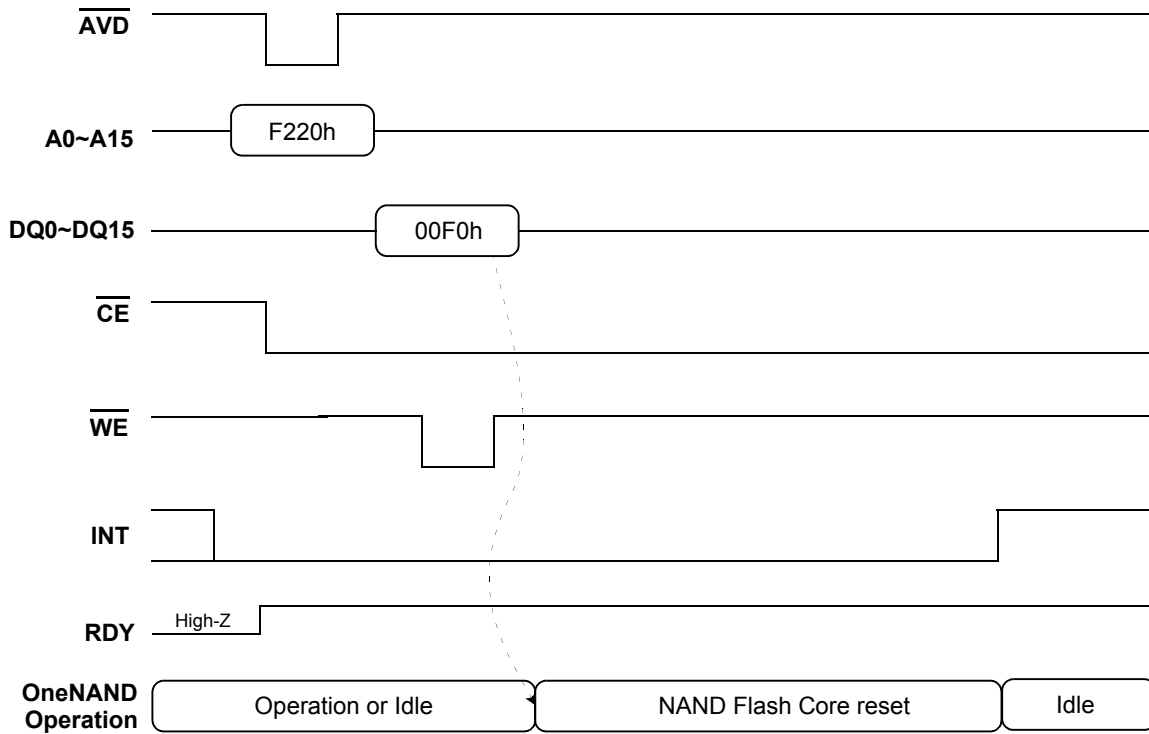 AVD
A0~A15
F220h
DQ0~DQ15
00F0h
CE
WE
INT
RDY
High-Z
OneNAND
Operation
Operation or Idle
NAND Flash Core reset
Idle